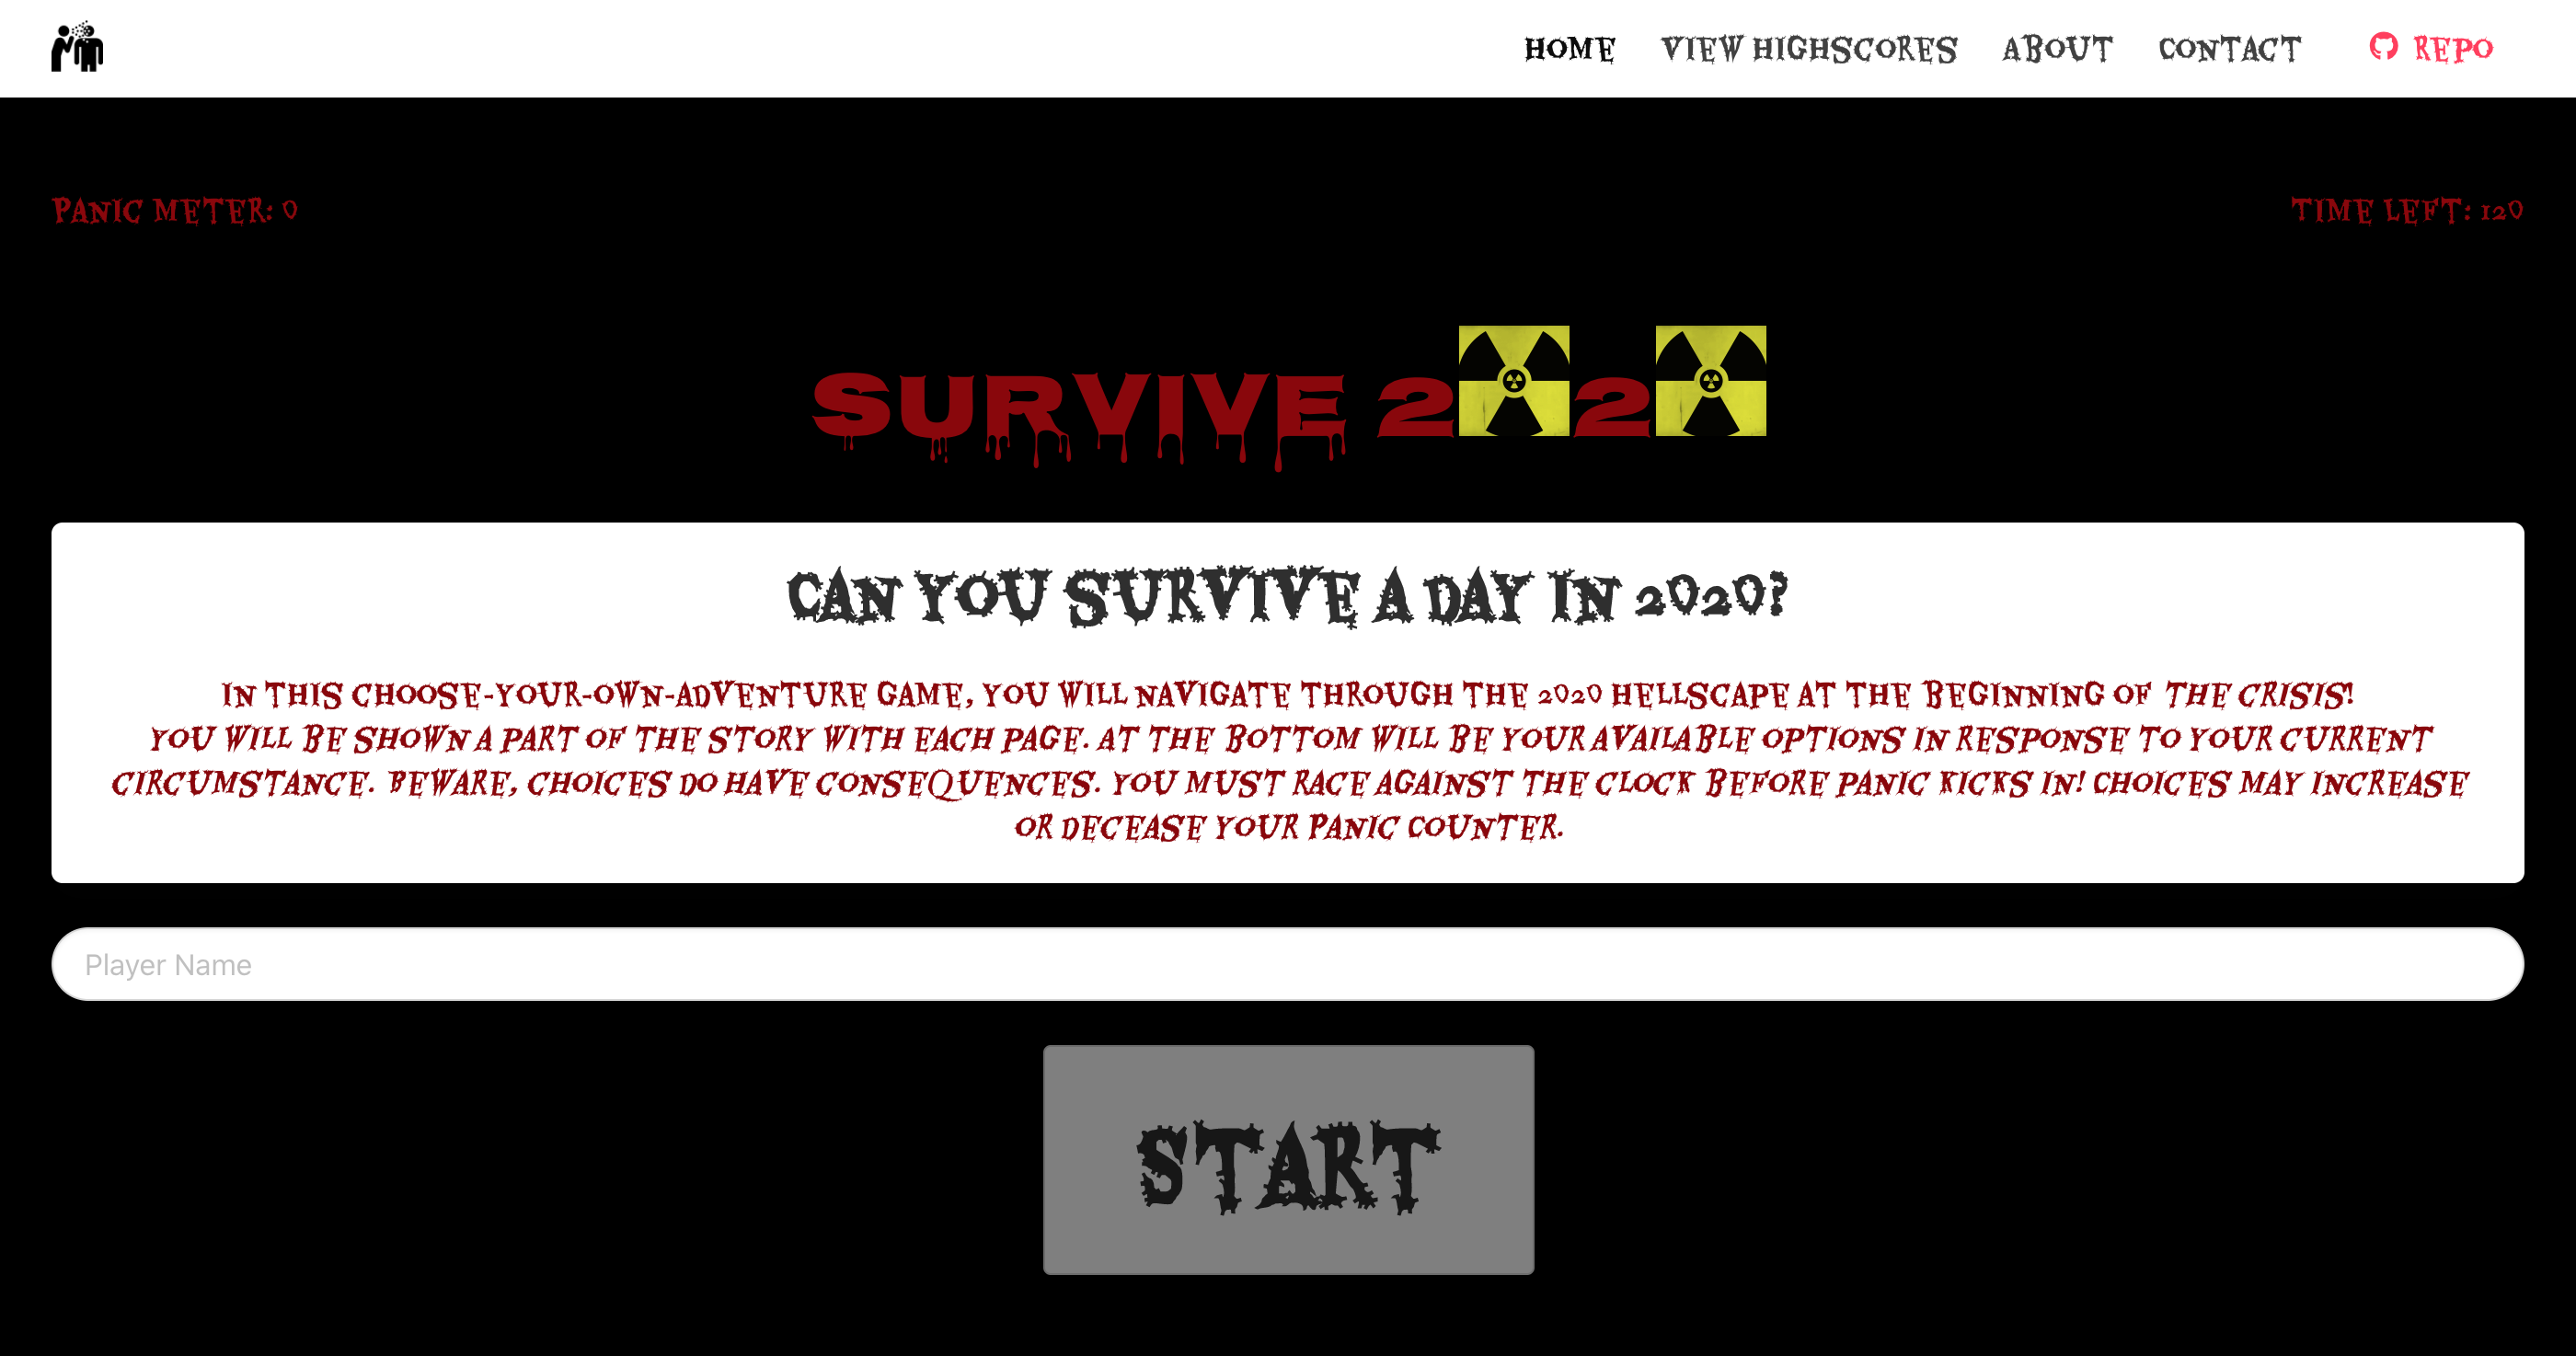 HOME VIEW HIGHSCORES ABOUT CONTACT REPO
PANIC METER: 0 TIME LEFT: 120
SURVIVE 2020
CAN YOU SURVIVE A DAY IN 2020?
IN THIS CHOOSE-YOUR-OWN-ADVENTURE GAME, YOU WILL NAVIGATE THROUGH THE 2020 HELLSCAPE AT THE BEGINNING OF THE CRISIS!
YOU WILL BE SHOWN A PART OF THE STORY WITH EACH PAGE. AT THE BOTTOM WILL BE YOUR AVAILABLE OPTIONS IN RESPONSE TO YOUR CURRENT
CIRCUMSTANCE. BEWARE, CHOICES DO HAVE CONSEQUENCES. YOU MUST RACE AGAINST THE CLOCK BEFORE PANIC KICKS IN! CHOICES MAY INCREASE
OR DECEASE YOUR PANIC COUNTER.
Player Name
START